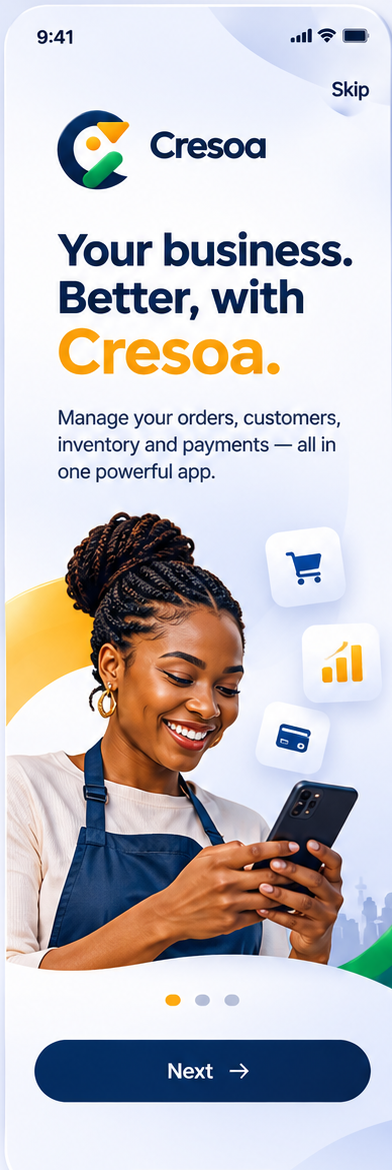 9:41
Skip
Cresoa
Your business.
Better, with
Cresoa.
Manage your orders, customers,
inventory and payments — all in
one powerful app.
Next →